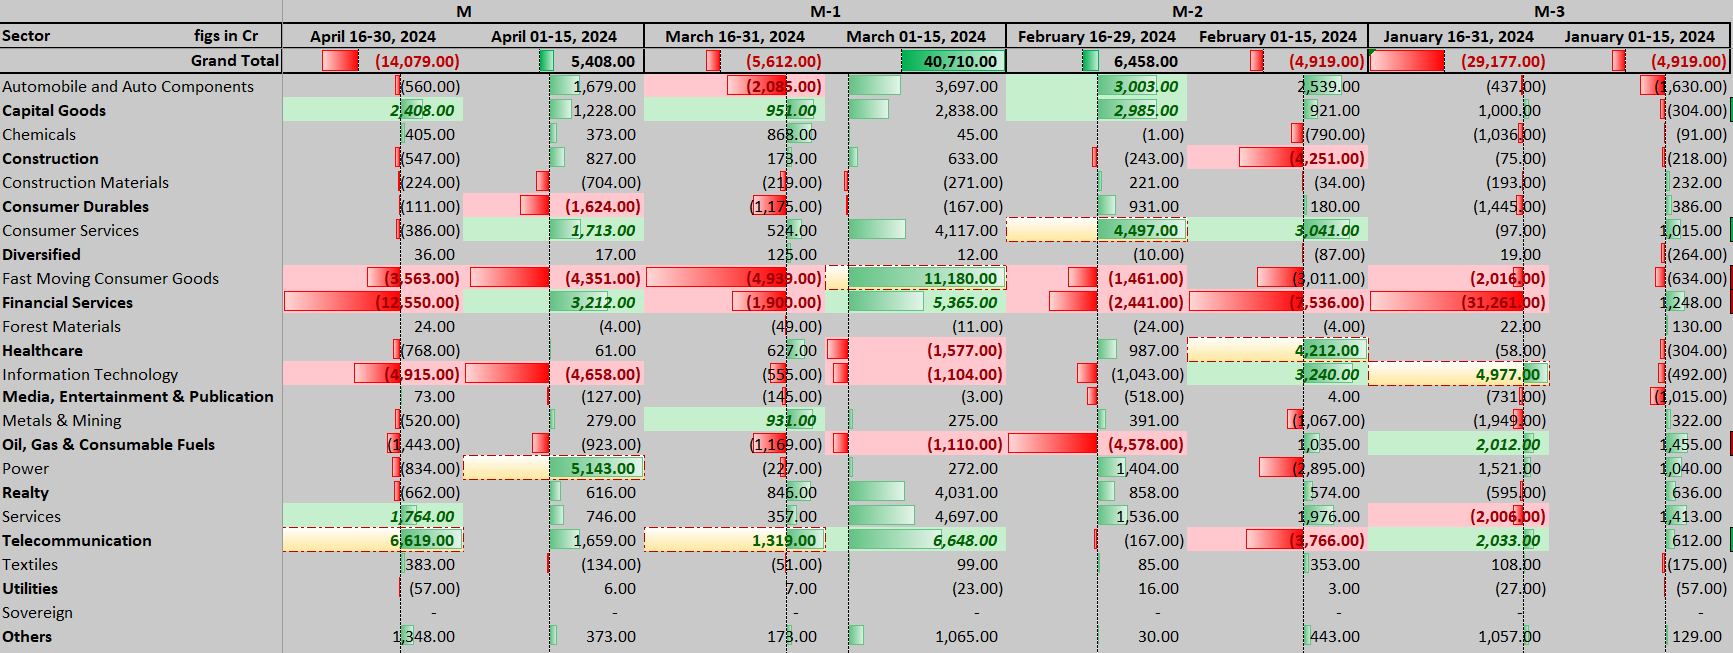 M M-1 M-2 M-3
Sector figs in Cr April 16-30, 2024 April 01-15, 2024 March 16-31, 2024 March 01-15, 2024 February 16-29, 2024 February 01-15, 2024 January 16-31, 2024 January 01-15, 2024
Grand Total (14,079.00) 5,408.00 (5,612.00) 40,710.00 6,458.00 (4,919.00) (29,177.00) (4,919.00)
Automobile and Auto Components (560.00) 1,679.00 (2,085.00) 3,697.00 3,003.00 2,539.00 (437.00) (1,630.00)
Capital Goods 2,408.00 1,228.00 951.00 2,838.00 2,985.00 921.00 1,000.00 (304.00)
Chemicals 405.00 373.00 868.00 45.00 (1.00) (790.00) (1,036.00) (91.00)
Construction (547.00) 827.00 173.00 633.00 (243.00) (4,251.00) (75.00) (218.00)
Construction Materials (224.00) (704.00) (219.00) (271.00) 221.00 (34.00) (193.00) 232.00
Consumer Durables (111.00) (1,624.00) (1,175.00) (167.00) 931.00 180.00 (1,445.00) 386.00
Consumer Services (386.00) 1,713.00 524.00 4,117.00 4,497.00 3,041.00 (97.00) 1,015.00
Diversified 36.00 17.00 125.00 12.00 (10.00) (87.00) 19.00 (264.00)
Fast Moving Consumer Goods (3,563.00) (4,351.00) (4,939.00) 11,180.00 (1,461.00) (3,011.00) (2,016.00) (634.00)
Financial Services (12,550.00) 3,212.00 (1,900.00) 5,365.00 (2,441.00) (7,536.00) (31,261.00) 1,248.00
Forest Materials 24.00 (4.00) (49.00) (11.00) (24.00) (4.00) 22.00 130.00
Healthcare (768.00) 61.00 627.00 (1,577.00) 987.00 4,212.00 (58.00) (304.00)
Information Technology (4,915.00) (4,658.00) (555.00) (1,104.00) (1,043.00) 3,240.00 4,977.00 (492.00)
Media, Entertainment & Publication 73.00 (127.00) (145.00) (3.00) (518.00) 4.00 (731.00) (1,015.00)
Metals & Mining (520.00) 279.00 931.00 275.00 391.00 (1,067.00) (1,949.00) 322.00
Oil, Gas & Consumable Fuels (1,443.00) (923.00) (1,169.00) (1,110.00) (4,578.00) 1,035.00 2,012.00 1,455.00
Power (834.00) 5,143.00 (227.00) 272.00 1,404.00 (2,895.00) 1,521.00 1,040.00
Realty (662.00) 616.00 846.00 4,031.00 858.00 574.00 (595.00) 636.00
Services 1,764.00 746.00 357.00 4,697.00 1,536.00 1,976.00 (2,006.00) 1,413.00
Telecommunication 6,619.00 1,659.00 1,319.00 6,648.00 (167.00) (3,766.00) 2,033.00 612.00
Textiles 383.00 (134.00) (51.00) 99.00 85.00 353.00 108.00 (175.00)
Utilities (57.00) 6.00 7.00 (23.00) 16.00 3.00 (27.00) (57.00)
Sovereign - - - - - - - -
Others 1,348.00 373.00 173.00 1,065.00 30.00 443.00 1,057.00 129.00